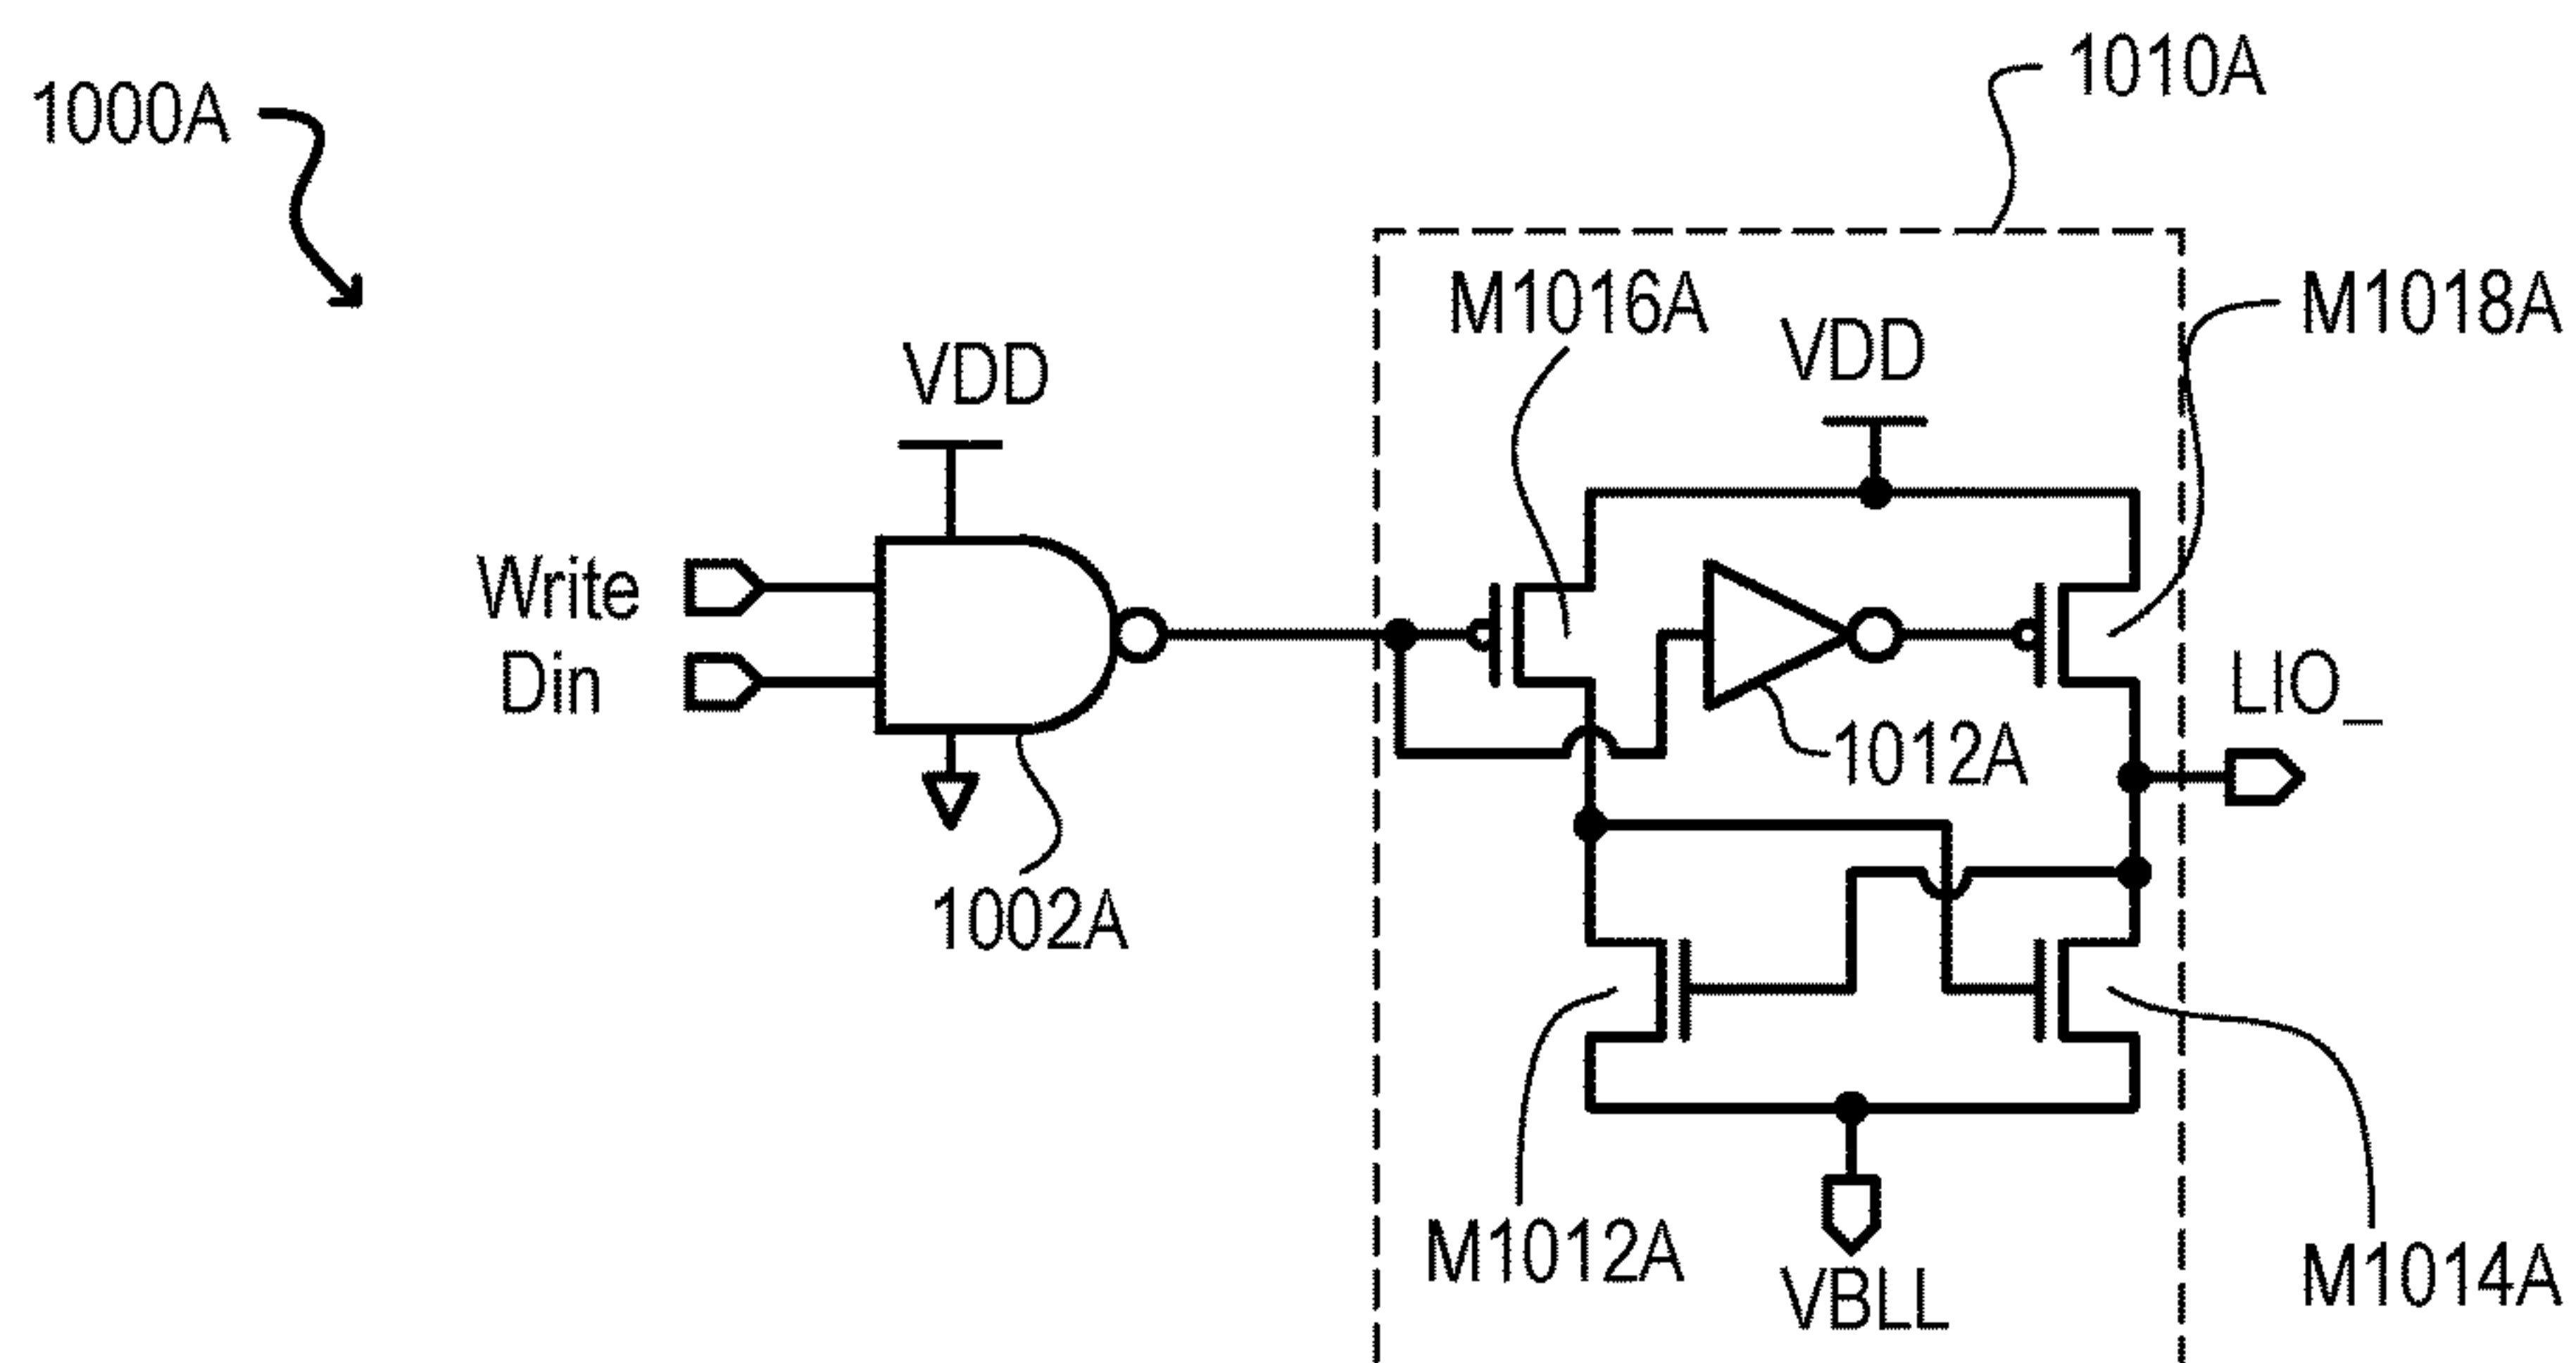 1010A
1000A
M1016A
M1018A
VDD
VDD
Write
Din
LIO_
1012A
1002A
M1012A
VBLL
M1014A